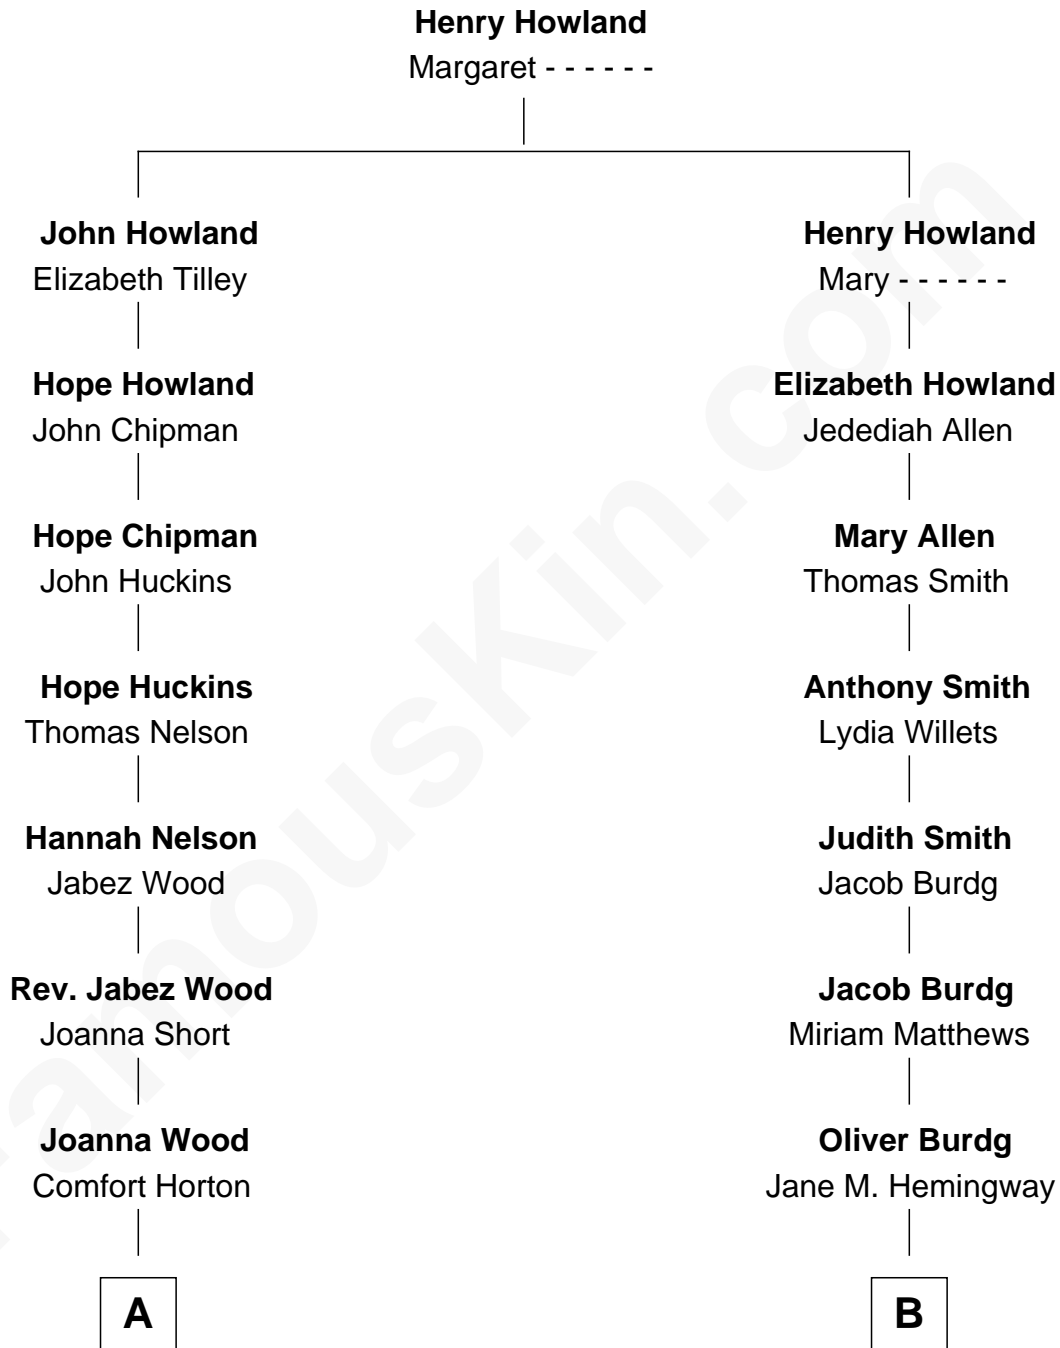 Henry Howland
Margaret - - - - - -
John Howland
Elizabeth Tilley
Hope Howland
John Chipman
Hope Chipman
John Huckins
Hope Huckins
Thomas Nelson
Hannah Nelson
Jabez Wood
Rev. Jabez Wood
Joanna Short
Joanna Wood
Comfort Horton
A
Henry Howland
Mary - - - - - -
Elizabeth Howland
Jedediah Allen
Mary Allen
Thomas Smith
Anthony Smith
Lydia Willets
Judith Smith
Jacob Burdg
Jacob Burdg
Miriam Matthews
Oliver Burdg
Jane M. Hemingway
B
FamousKin.com